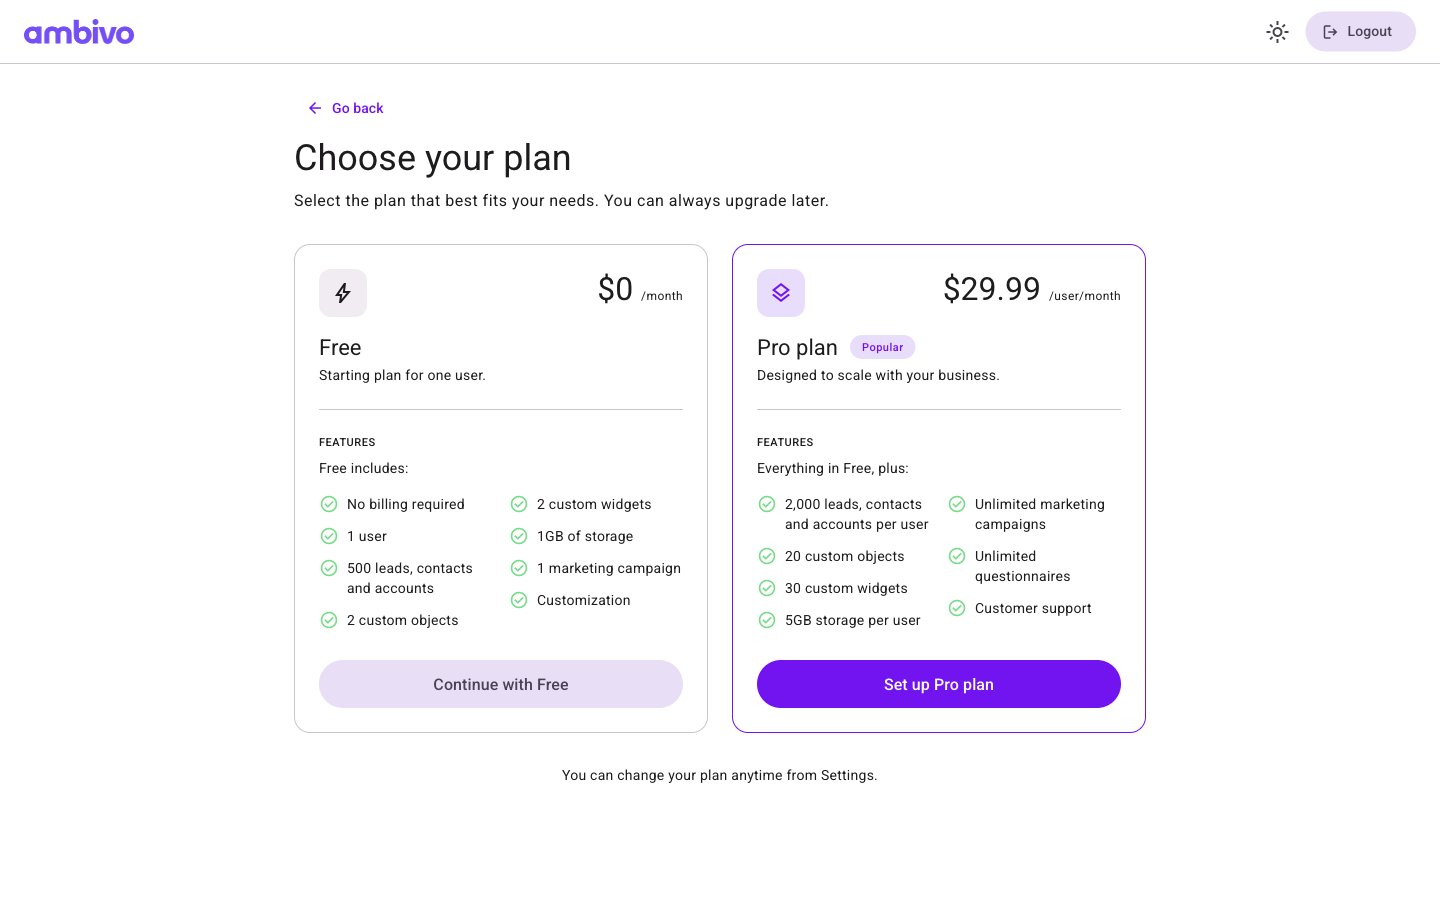 ambivo
Logout
Go back
Choose your plan
Select the plan that best fits your needs. You can always upgrade later.
$0 /month
Free
Starting plan for one user.
FEATURES
Free includes:
No billing required
1 user
500 leads, contacts
and accounts
2 custom objects
2 custom widgets
1GB of storage
1 marketing campaign
Customization
Continue with Free
$29.99 /user/month
Pro plan Popular
Designed to scale with your business.
FEATURES
Everything in Free, plus:
2,000 leads, contacts
and accounts per user
20 custom objects
30 custom widgets
5GB storage per user
Unlimited marketing
campaigns
Unlimited
questionnaires
Customer support
Set up Pro plan
You can change your plan anytime from Settings.